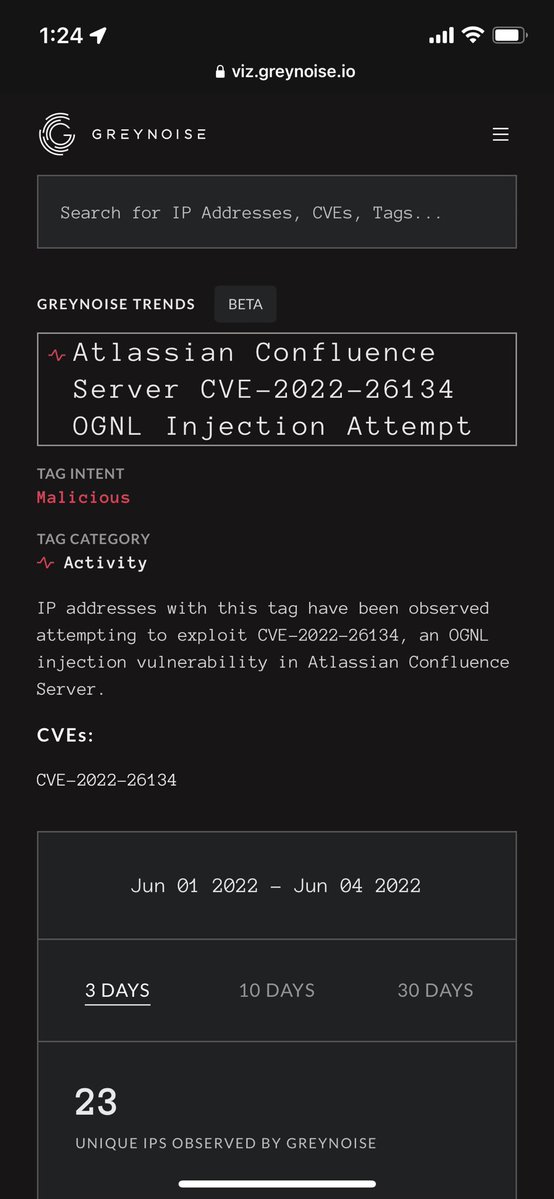 1:24
viz.greynoise.io
GREYNOISE
Search for IP Addresses, CVEs, Tags...
GREYNOISE TRENDS BETA
Atlassian Confluence
Server CVE-2022-26134
OGNL Injection Attempt
TAG INTENT
Malicious
TAG CATEGORY
Activity
IP addresses with this tag have been observed
attempting to exploit CVE-2022-26134, an OGNL
injection vulnerability in Atlassian Confluence
Server.
CVEs:
CVE-2022-26134
Jun 01 2022 - Jun 04 2022
3 DAYS 10 DAYS 30 DAYS
23
UNIQUE IPS OBSERVED BY GREYNOISE